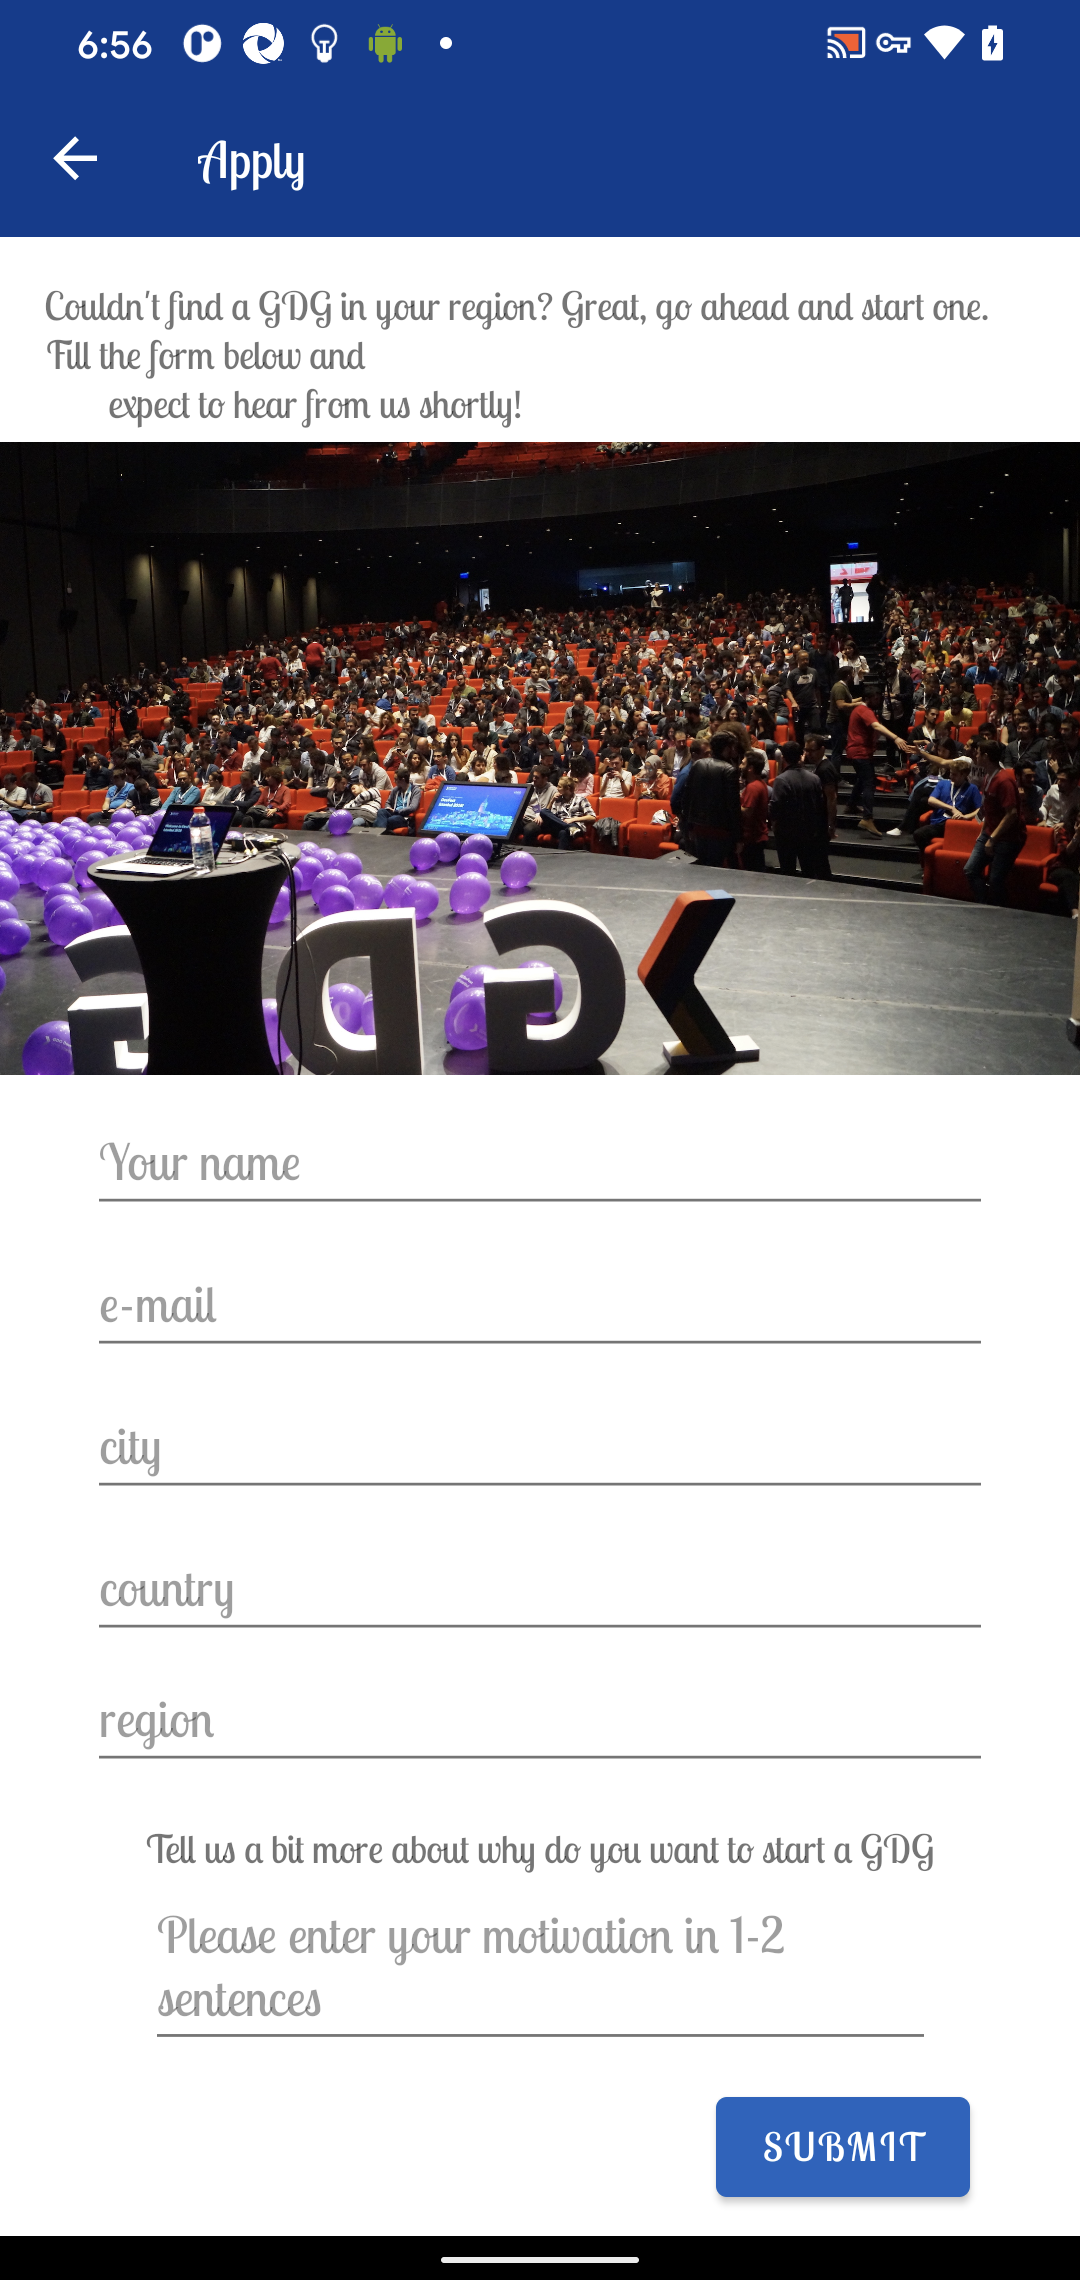 6:56
Apply
Couldn't find a GDG in your region? Great, go ahead and start one.
Fill the form below and
expect to hear from us shortly!
GDG
Your name
e-mail
city
country
region
Tell us a bit more about why do you want to start a GDG
Please enter your motivation in 1-2
sentences
SUBMIT